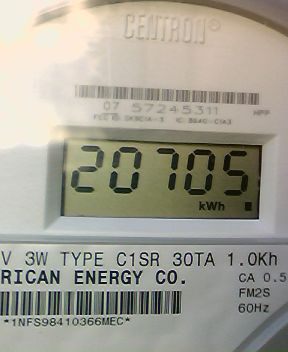 CENTRON®
07 57245311 HPP
20705
kWh
V 3W TYPE C1SR 30TA 1.0Kh
RICAN ENERGY CO. CA 0.5
FM2S
*1NFS98410366MEC* 60Hz